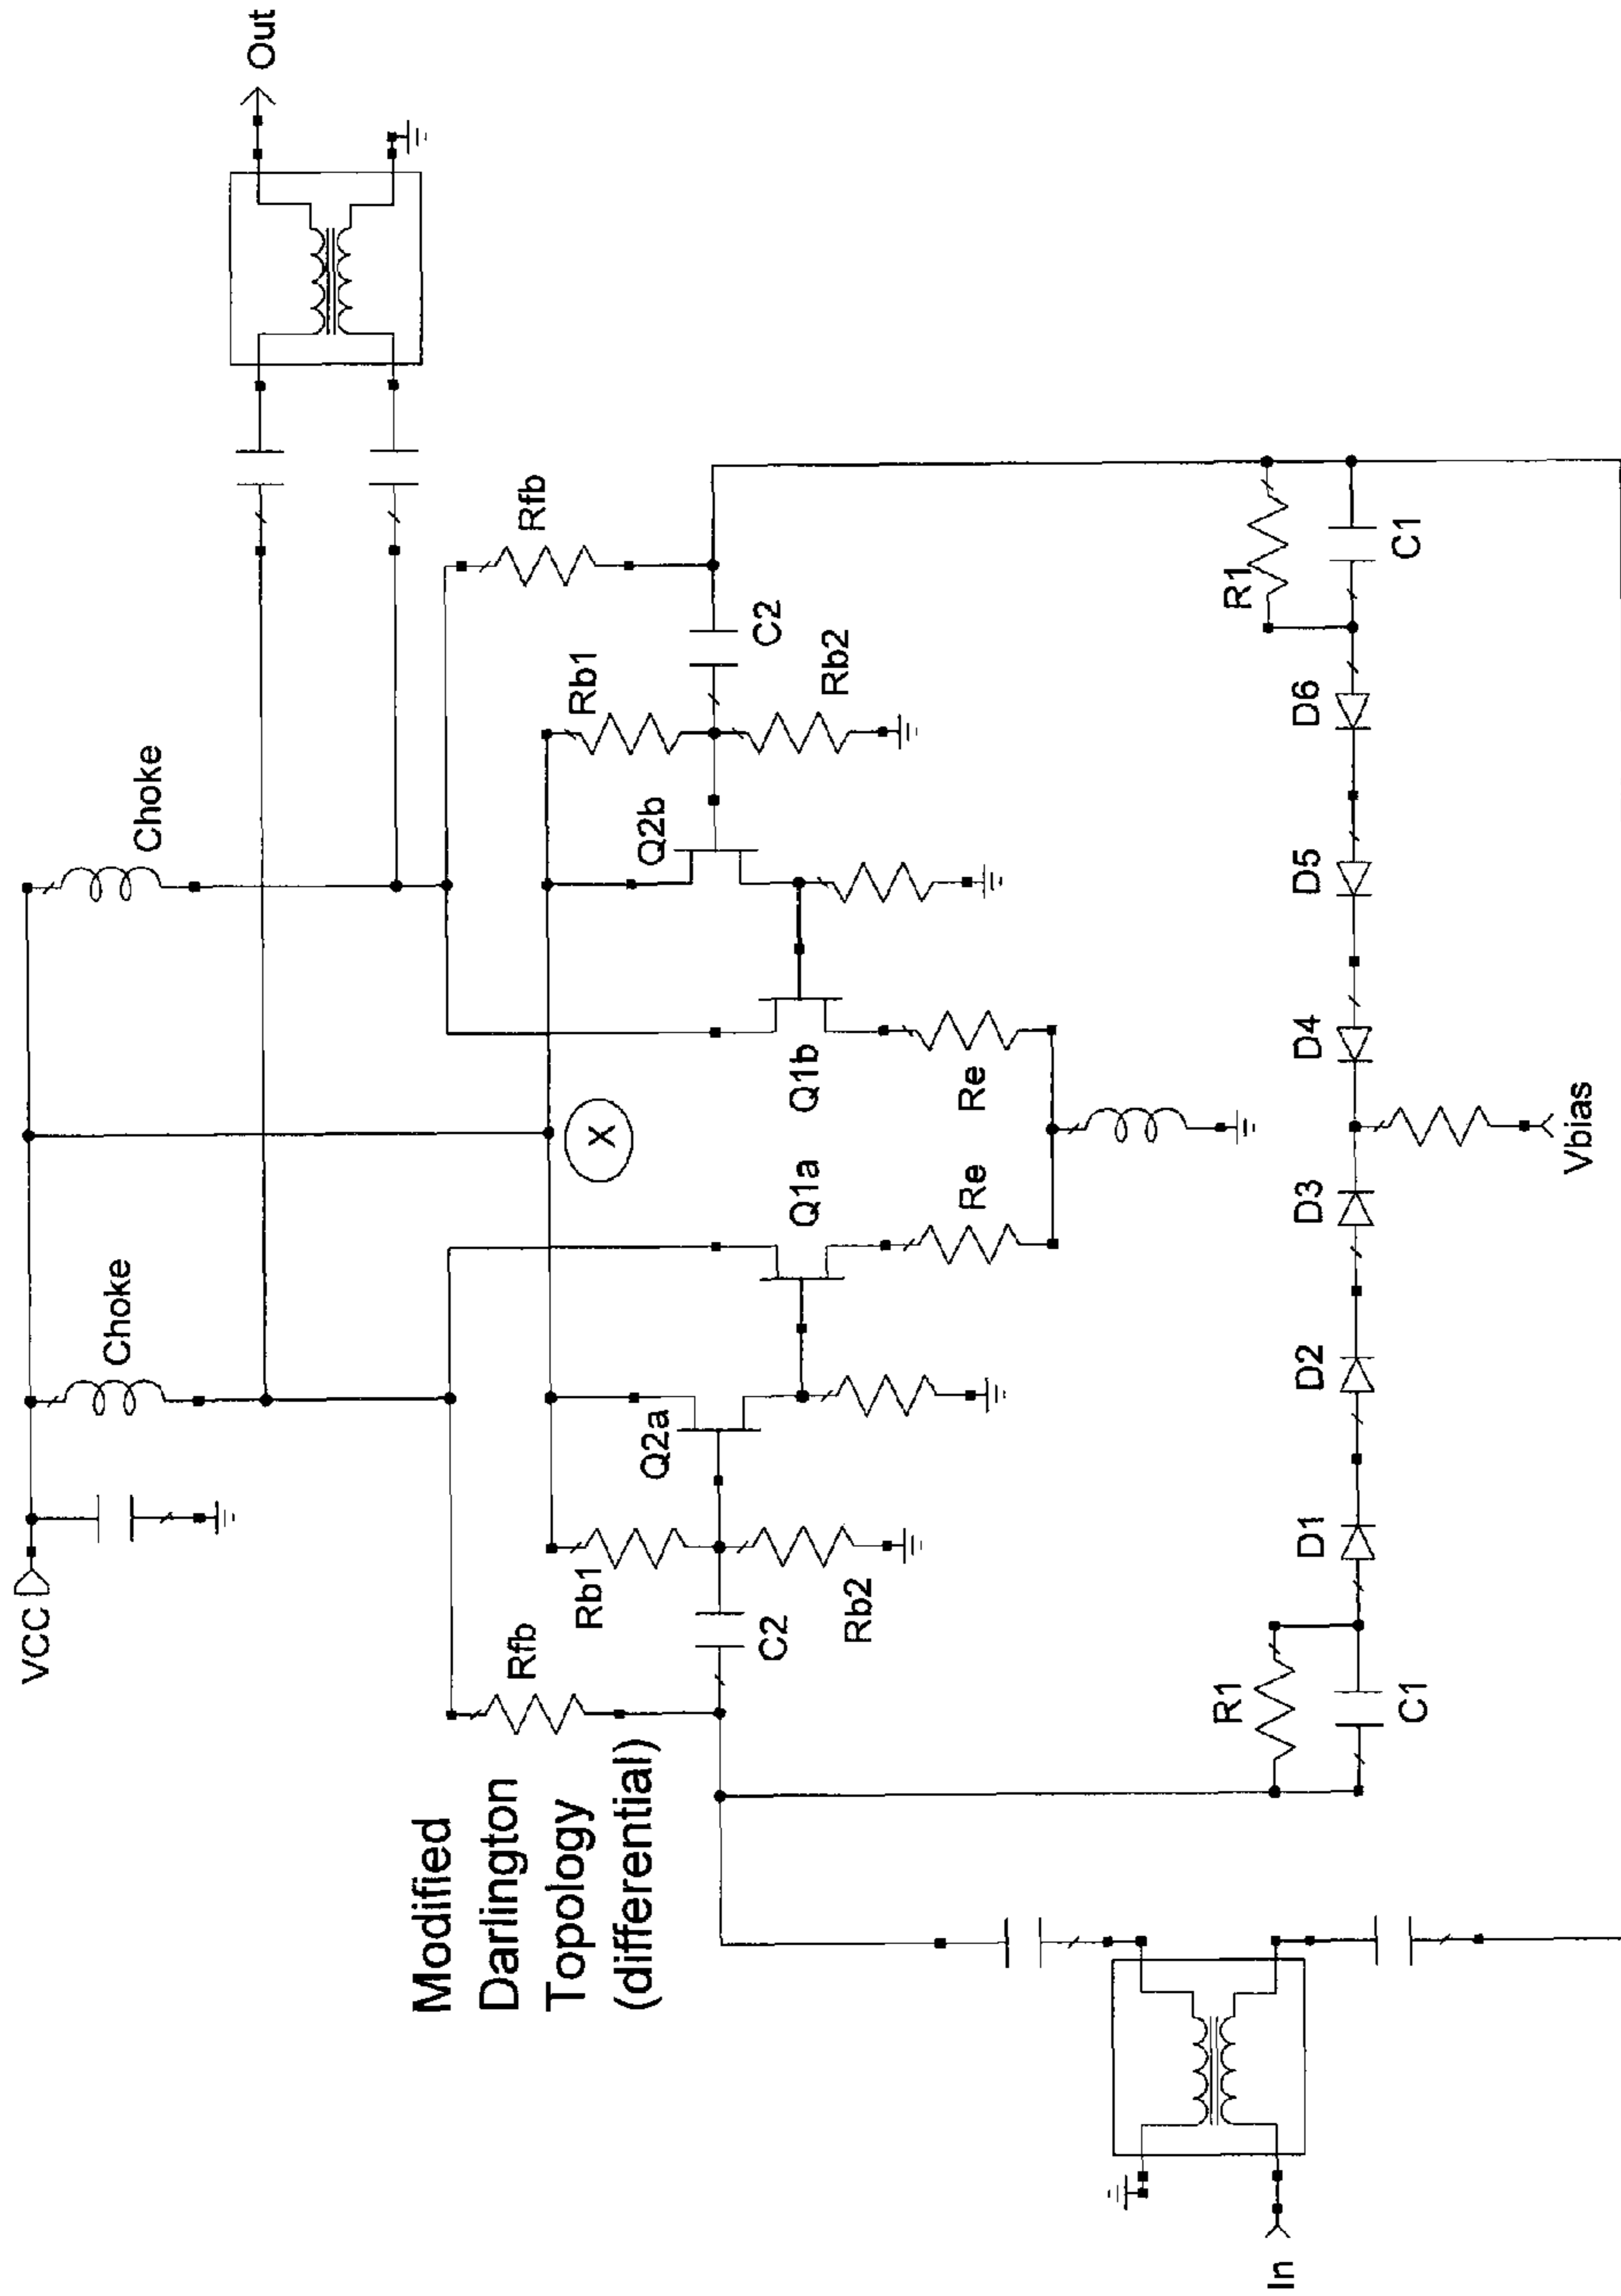 VCC
Choke
Choke
Out
Modified
Darlington
Topology
(differential)
Rfb
Rb1
C2
Rb2
Q2a
Q1a
Re
X
Q1b
Re
Q2b
Rb1
C2
Rb2
Rfb
R1
C1
D1
D2
D3
D4
D5
D6
R1
C1
Vbias
In